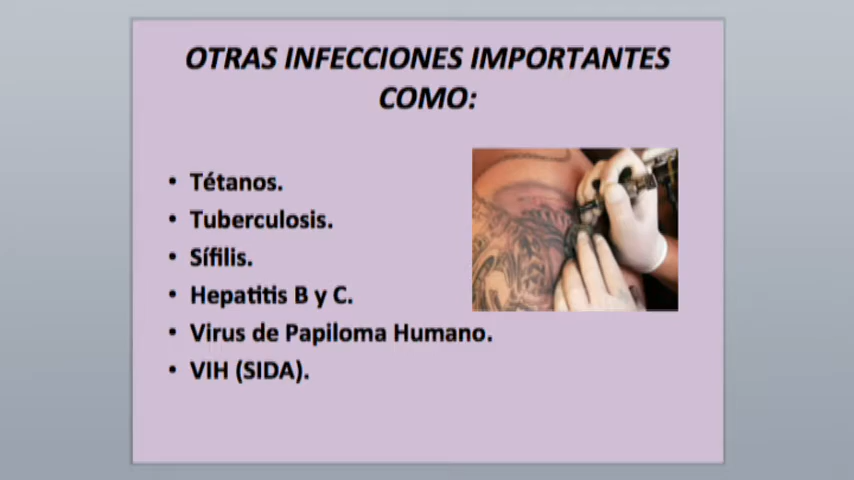 OTRAS INFECCIONES IMPORTANTES
COMO:
• Tétanos.
• Tuberculosis.
• Sífilis.
• Hepatitis B y C.
• Virus de Papiloma Humano.
• VIH (SIDA).